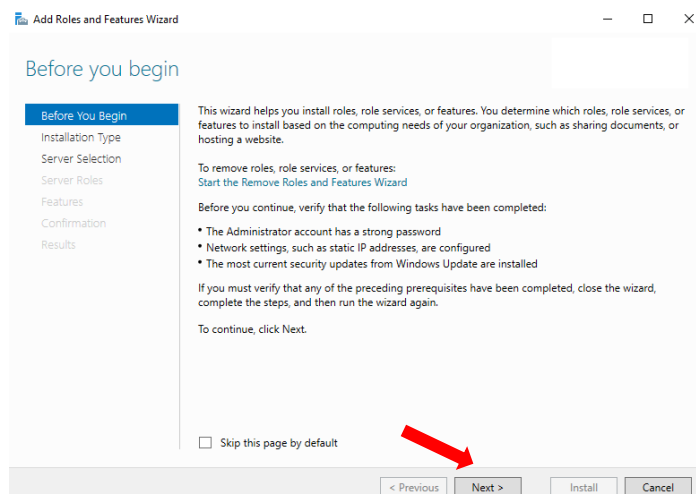 Add Roles and Features Wizard
Before you begin
Before You Begin
Installation Type
Server Selection
Server Roles
Features
Confirmation
Results
This wizard helps you install roles, role services, or features. You determine which roles, role services, or
features to install based on the computing needs of your organization, such as sharing documents, or
hosting a website.
To remove roles, role services, or features:
Start the Remove Roles and Features Wizard
Before you continue, verify that the following tasks have been completed:
• The Administrator account has a strong password
• Network settings, such as static IP addresses, are configured
• The most current security updates from Windows Update are installed
If you must verify that any of the preceding prerequisites have been completed, close the wizard,
complete the steps, and then run the wizard again.
To continue, click Next.
Skip this page by default
< Previous Next > Install Cancel